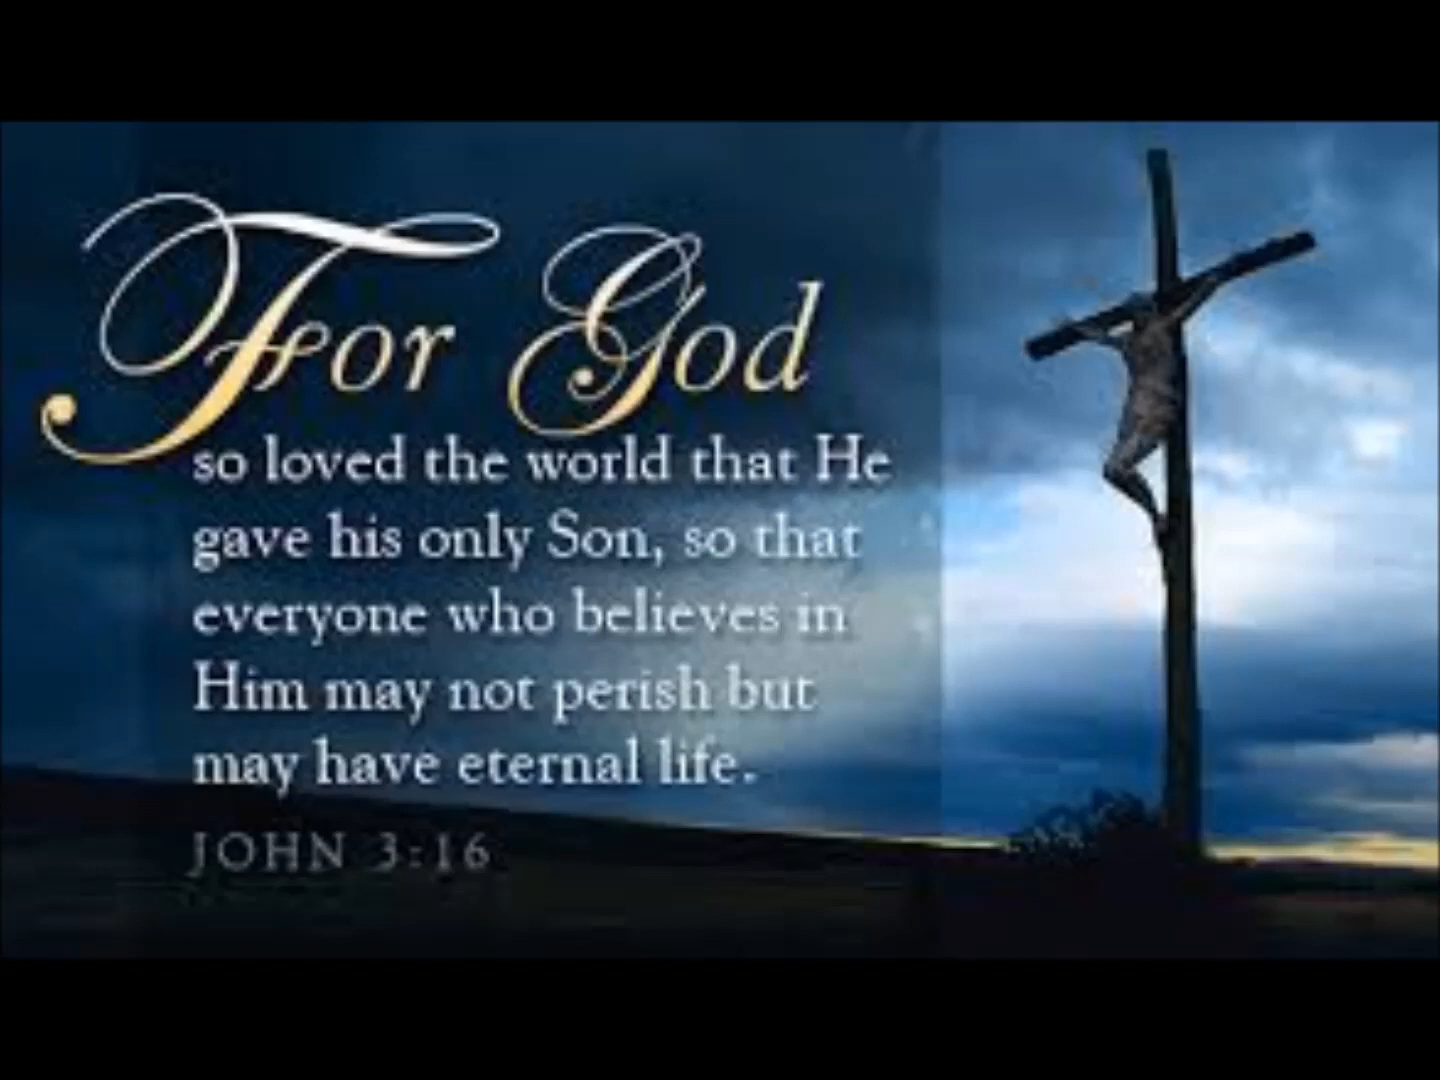 For God
so loved the world that He
gave his only Son, so that
everyone who believes in
Him may not perish but
may have eternal life.
JOHN 3:16